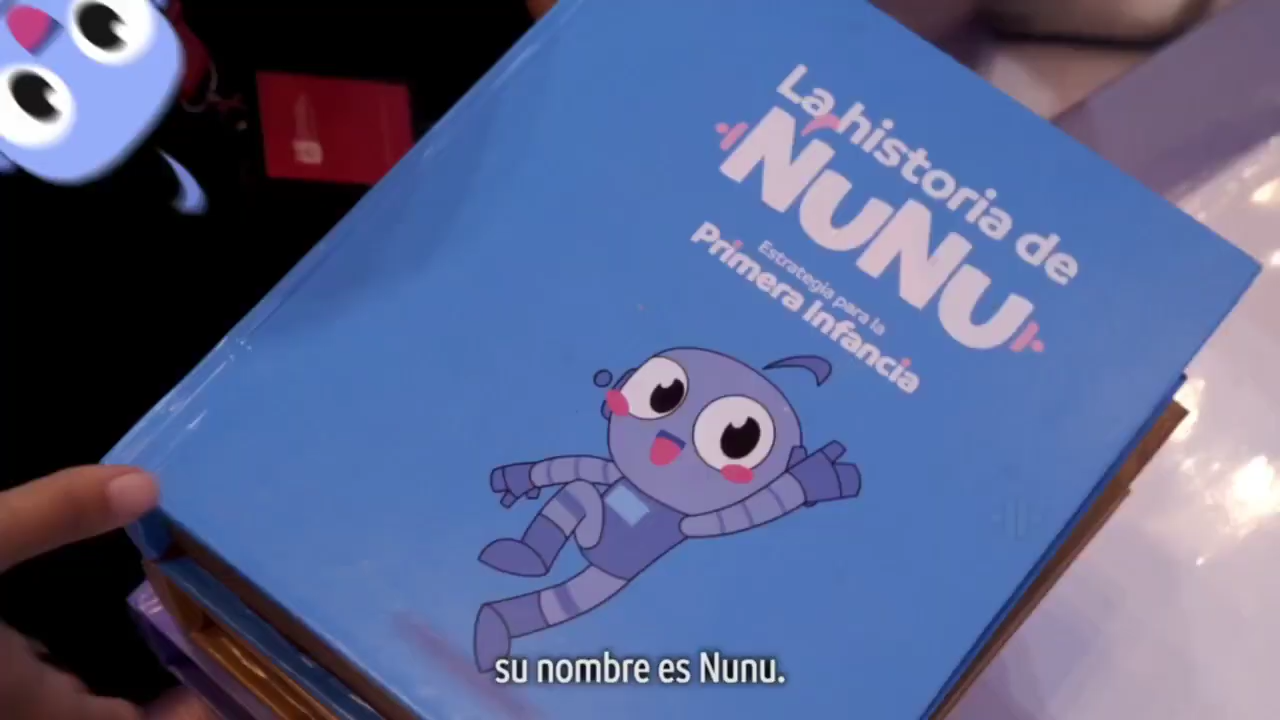 La historia de
NUNU
Estrategia para la
Primera Infancia
su nombre es Nunu.